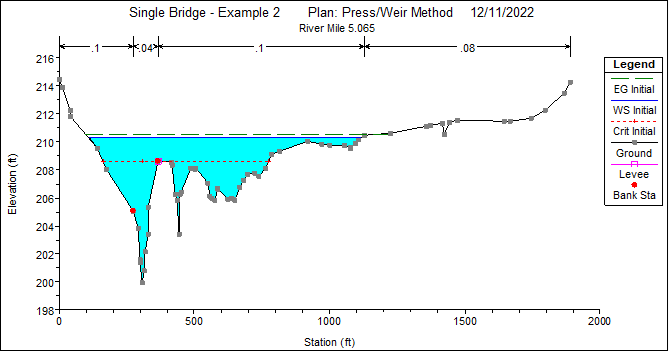 Single Bridge - Example 2 Plan: Press/Weir Method 12/11/2022
River Mile 5.065
.1 .04 .1 .08
216
214
212
210
208
206
204
202
200
198
Elevation (ft)
0 500 1000 1500 2000
Station (ft)
Legend
EG Initial
WS Initial
Crit Initial
Ground
Levee
Bank Sta